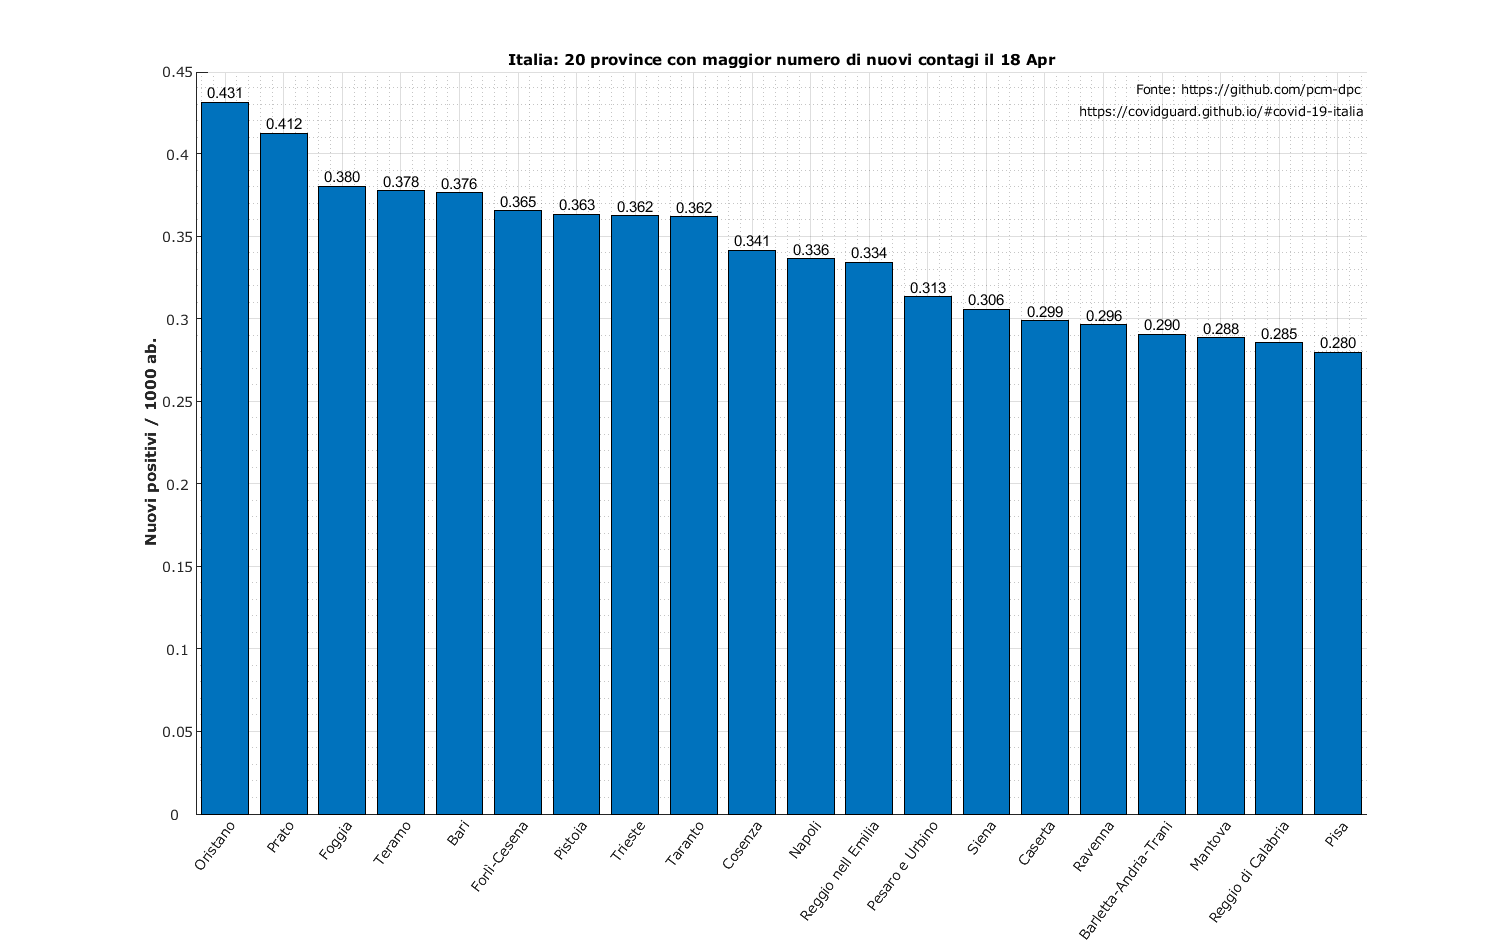 Italia: 20 province con maggior numero di nuovi contagi il 18 Apr
Fonte: https://github.com/pcm-dpc
https://covidguard.github.io/#covid-19-italia
Nuovi positivi / 1000 ab.
0.45
0.4
0.35
0.3
0.25
0.2
0.15
0.1
0.05
0
0.431
0.412
0.380
0.378
0.376
0.365
0.363
0.362
0.362
0.341
0.336
0.334
0.313
0.306
0.299
0.296
0.290
0.288
0.285
0.280
Oristano
Prato
Foggia
Teramo
Bari
Forlì-Cesena
Pistoia
Trieste
Taranto
Cosenza
Napoli
Reggio nell Emilia
Pesaro e Urbino
Siena
Caserta
Ravenna
Barletta-Andria-Trani
Mantova
Reggio di Calabria
Pisa